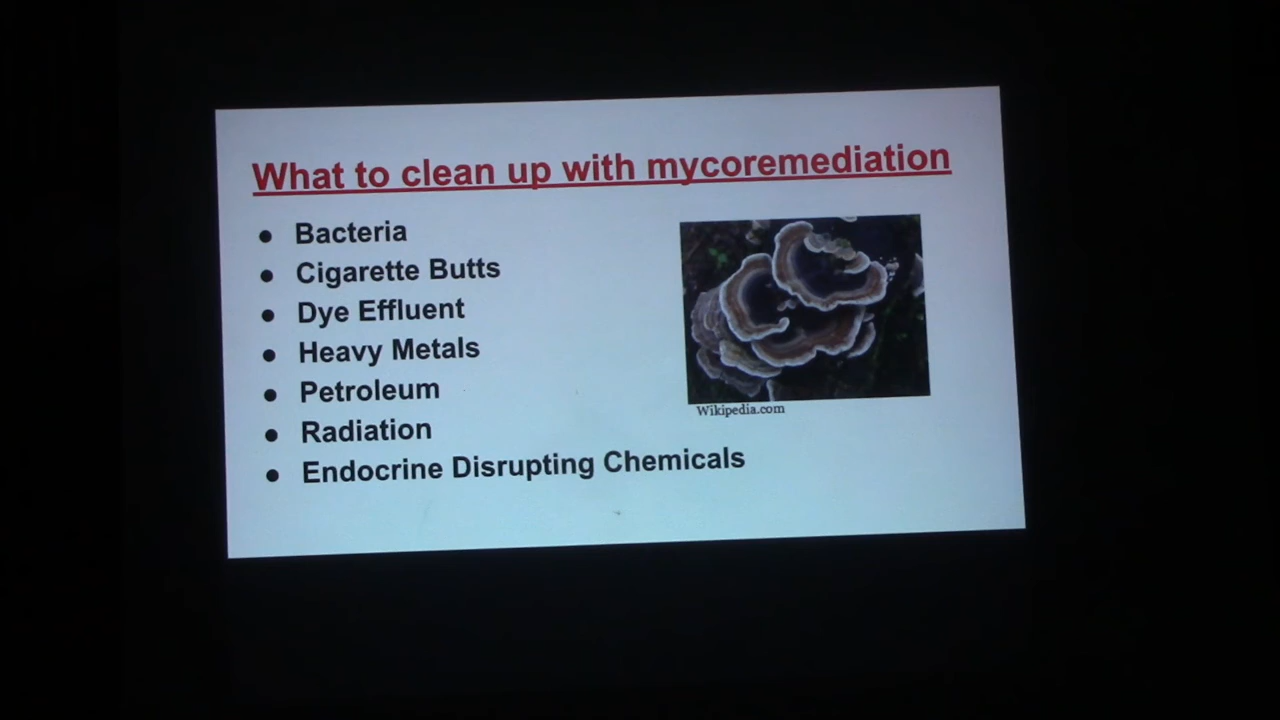 What to clean up with mycoremediation
● Bacteria
● Cigarette Butts
● Dye Effluent
● Heavy Metals
● Petroleum
● Radiation
● Endocrine Disrupting Chemicals
Wikipedia.com